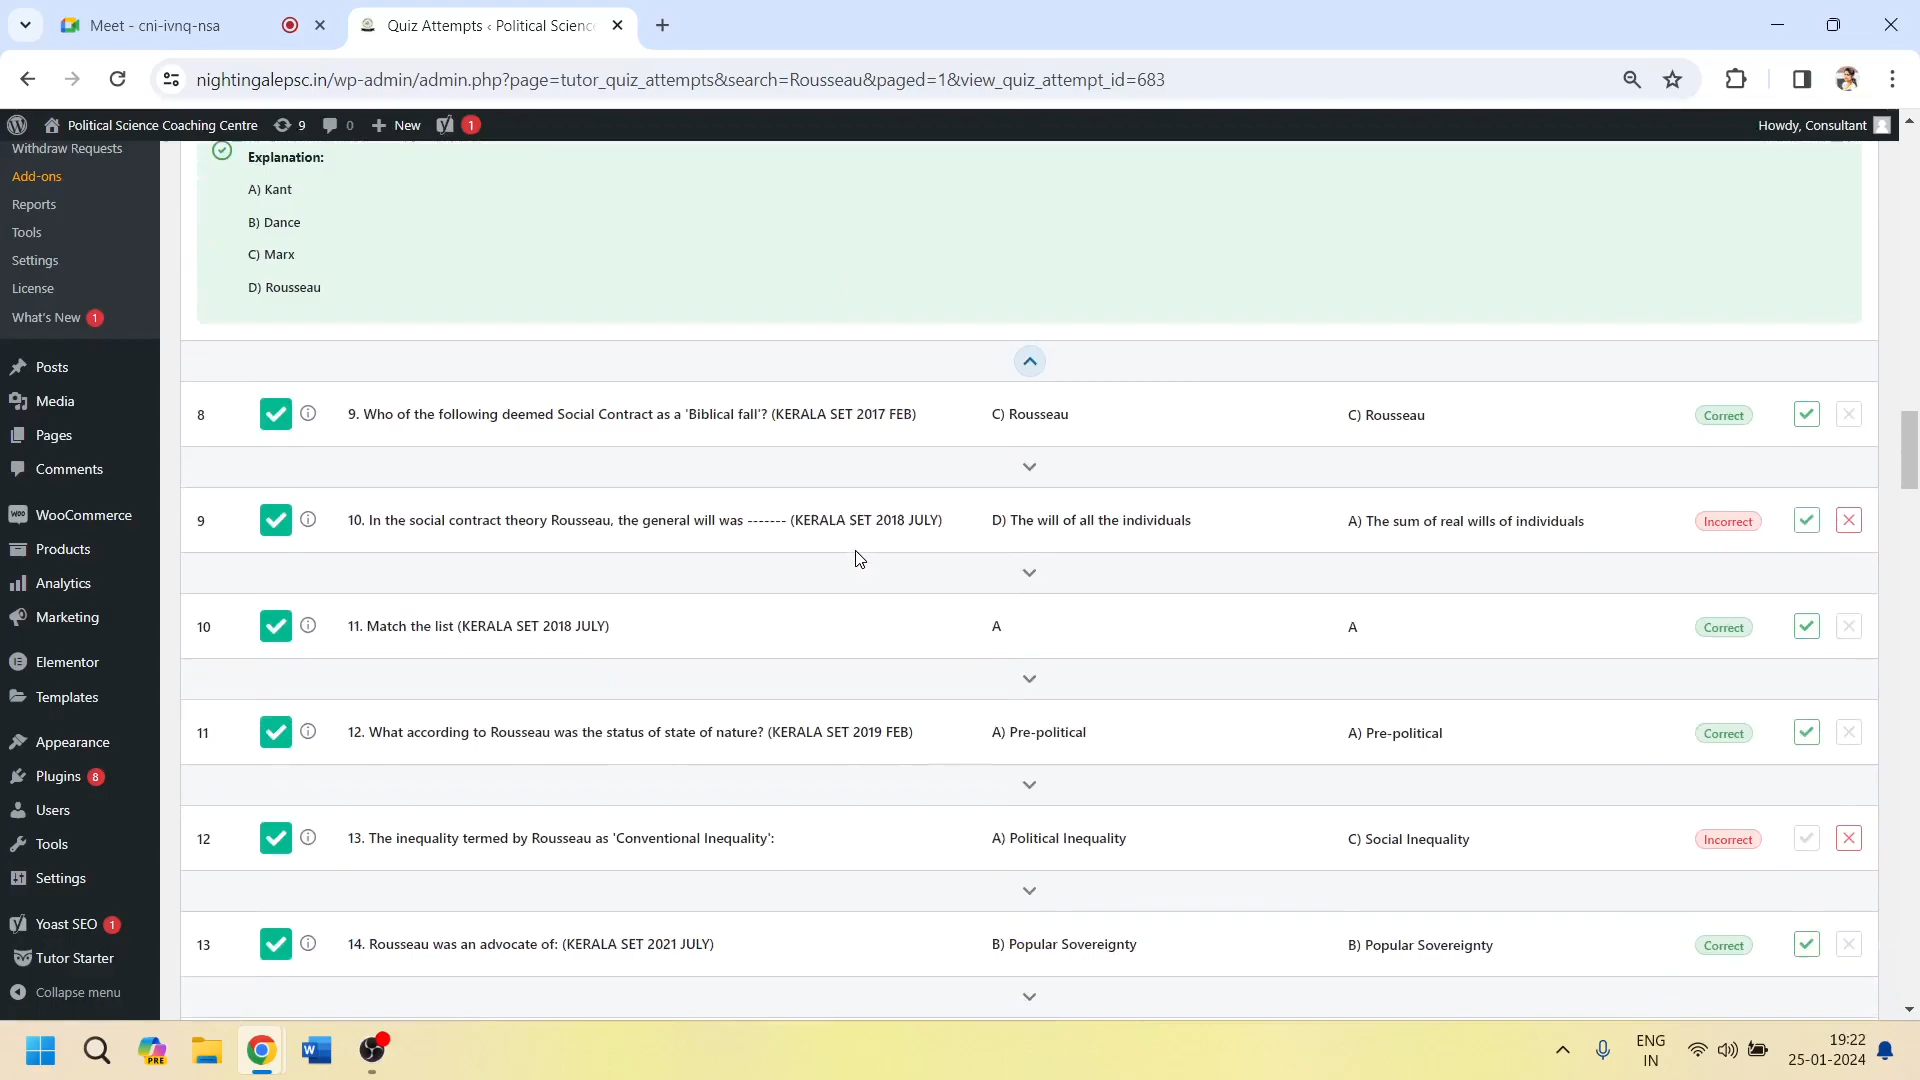 Meet - cni-ivnq-nsa
Quiz Attempts ‹ Political Science
nightingalepsc.in/wp-admin/admin.php?page=tutor_quiz_attempts&search=Rousseau&paged=1&view_quiz_attempt_id=683
Political Science Coaching Centre 9 0 New 1 Howdy, Consultant
Withdraw Requests
Add-ons
Reports
Tools
Settings
License
What's New 1
Posts
Media
Pages
Comments
WooCommerce
Products
Analytics
Marketing
Elementor
Templates
Appearance
Plugins 8
Users
Tools
Settings
Yoast SEO 1
Tutor Starter
Collapse menu
Explanation:
A) Kant
B) Dance
C) Marx
D) Rousseau
8 9. Who of the following deemed Social Contract as a 'Biblical fall'? (KERALA SET 2017 FEB) C) Rousseau C) Rousseau Correct
9 10. In the social contract theory Rousseau, the general will was ------- (KERALA SET 2018 JULY) D) The will of all the individuals A) The sum of real wills of individuals Incorrect
10 11. Match the list (KERALA SET 2018 JULY) A A Correct
11 12. What according to Rousseau was the status of state of nature? (KERALA SET 2019 FEB) A) Pre-political A) Pre-political Correct
12 13. The inequality termed by Rousseau as 'Conventional Inequality': A) Political Inequality C) Social Inequality Incorrect
13 14. Rousseau was an advocate of: (KERALA SET 2021 JULY) B) Popular Sovereignty B) Popular Sovereignty Correct
PRE
ENG
IN
19:22
25-01-2024